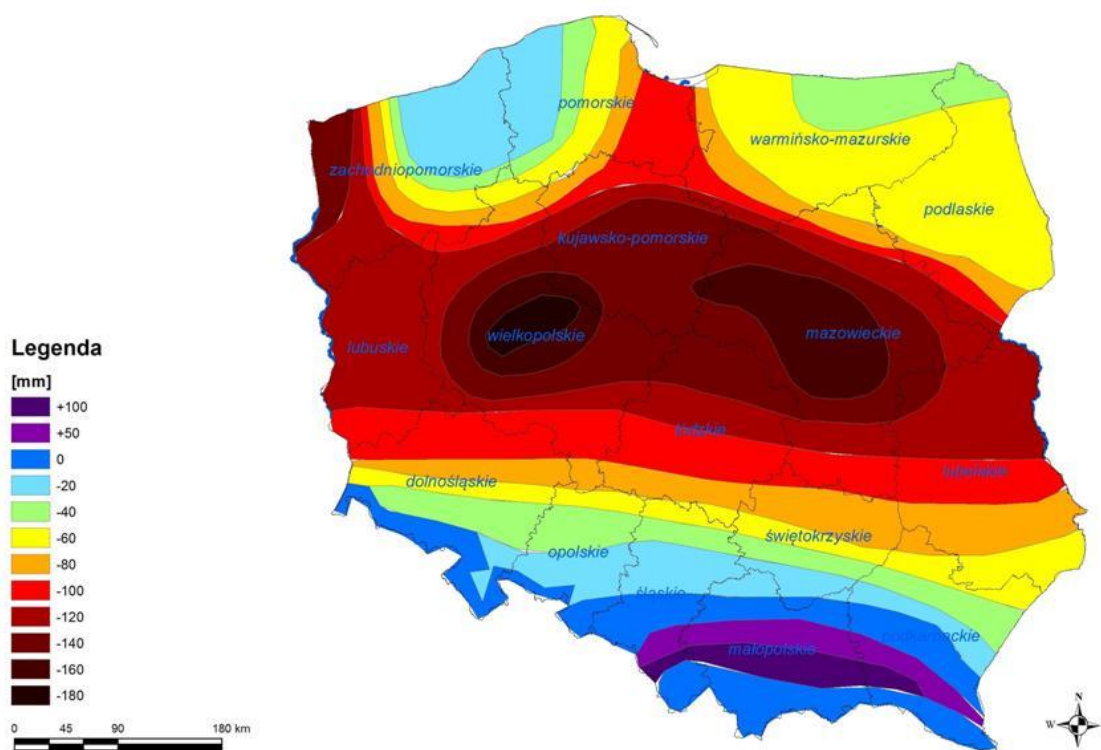 pomorskie
warmińsko-mazurskie
zachodniopomorskie
podlaskie
kujawsko-pomorskie
wielkopolskie
mazowieckie
lubuskie
łódzkie
lubelskie
dolnośląskie
świętokrzyskie
opolskie
śląskie
podkarpackie
małopolskie
Legenda
[mm]
+100
+50
0
-20
-40
-60
-80
-100
-120
-140
-160
-180
0 45 90 180 km
N
W E
S